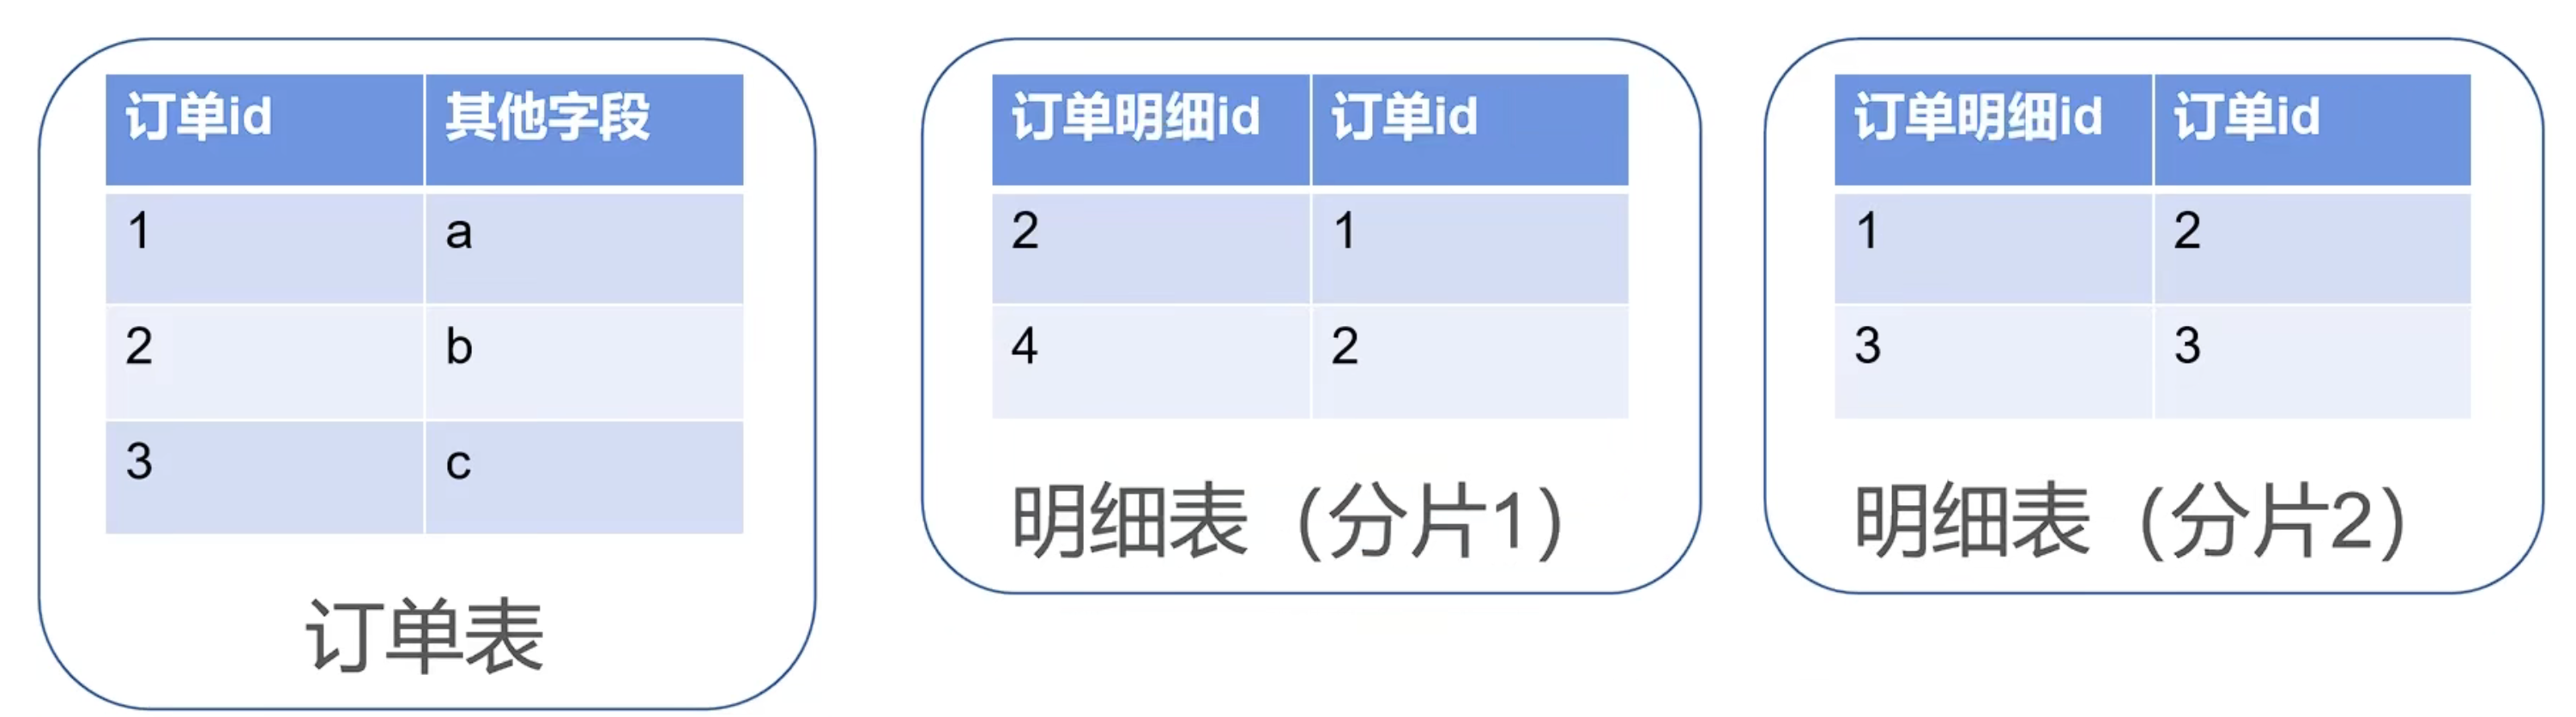 订单id 其他字段
1 a
2 b
3 c
订单表
订单明细id 订单id
2 1
4 2
明细表（分片1）
订单明细id 订单id
1 2
3 3
明细表（分片2）